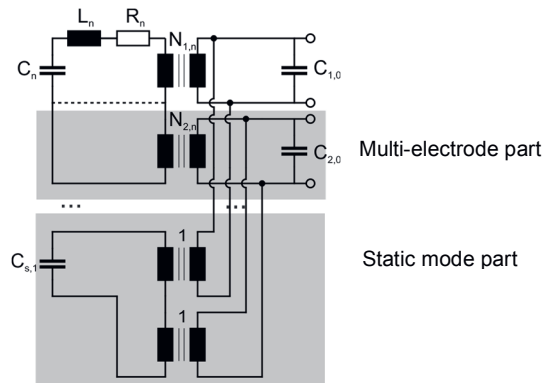 Lₙ Rₙ
N₁,ₙ
Cₙ
C₁,₀
N₂,ₙ
C₂,₀
Multi-electrode part
... ...
1
Cₛ,₁
Static mode part
1